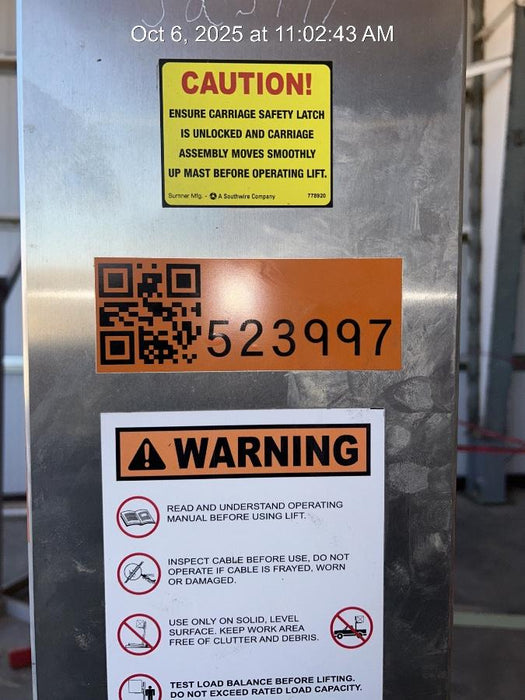 Oct 6, 2025 at 11:02:43 AM
CAUTION!
ENSURE CARRIAGE SAFETY LATCH
IS UNLOCKED AND CARRIAGE
ASSEMBLY MOVES SMOOTHLY
UP MAST BEFORE OPERATING LIFT.
Sumner Mfg. - A Southwire Company 778920
523997
WARNING
READ AND UNDERSTAND OPERATING
MANUAL BEFORE USING LIFT.
INSPECT CABLE BEFORE USE, DO NOT
OPERATE IF CABLE IS FRAYED, WORN
OR DAMAGED.
USE ONLY ON SOLID, LEVEL
SURFACE. KEEP WORK AREA
FREE OF CLUTTER AND DEBRIS.
TEST LOAD BALANCE BEFORE LIFTING.
DO NOT EXCEED RATED LOAD CAPACITY.